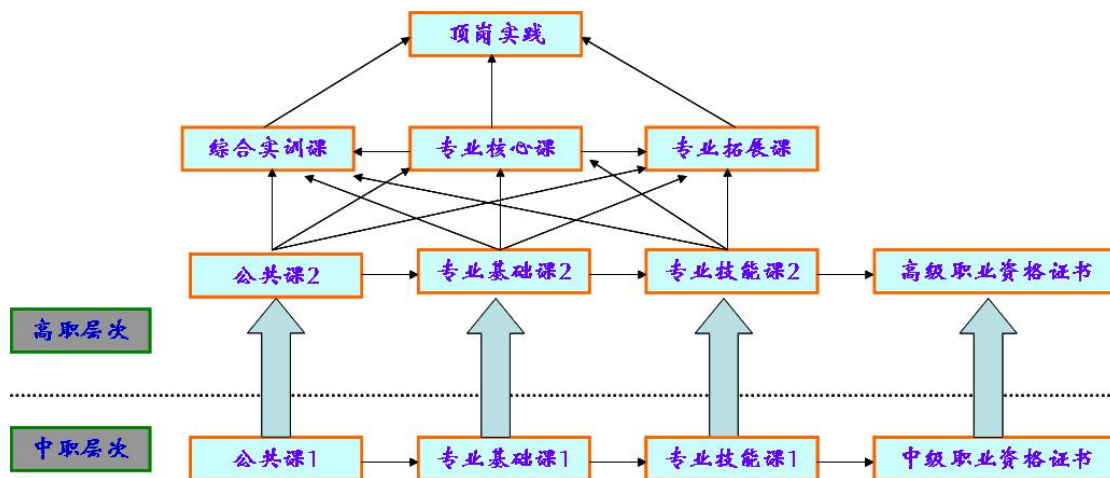 顶岗实践
综合实训课
专业核心课
专业拓展课
公共课2
专业基础课2
专业技能课2
高级职业资格证书
高职层次
中职层次
公共课1
专业基础课1
专业技能课1
中级职业资格证书